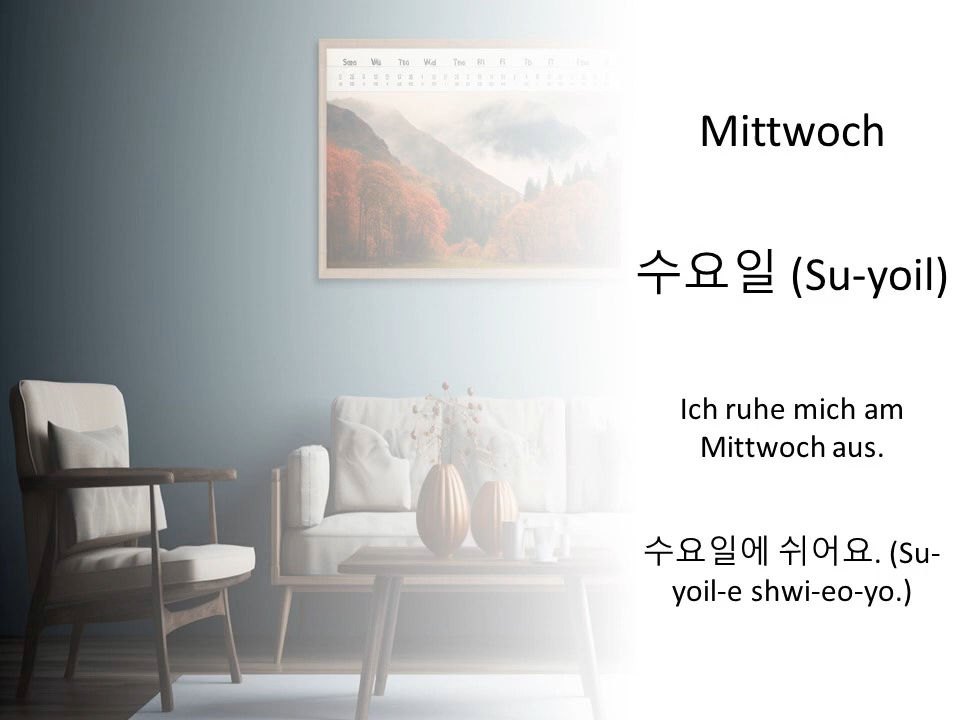 Mittwoch
수요일 (Su-yoil)
Ich ruhe mich am
Mittwoch aus.
수요일에 쉬어요. (Su-
yoil-e shwi-eo-yo.)